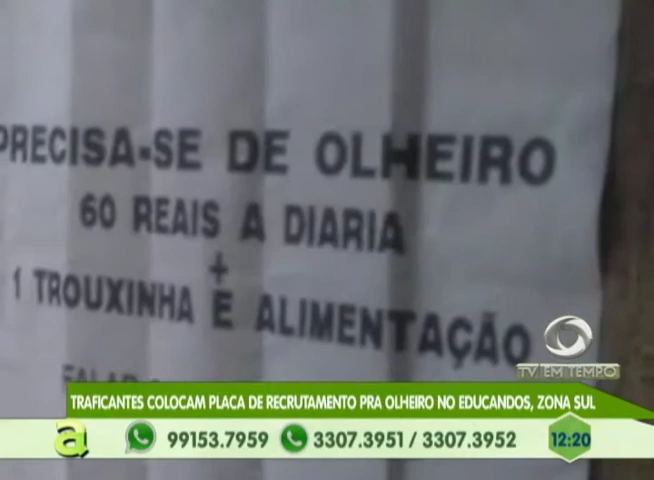 PRECISA-SE DE OLHEIRO
60 REAIS A DIARIA
+
1 TROUXINHA E ALIMENTAÇÃO
FALAR
TV EM TEMPO
TRAFICANTES COLOCAM PLACA DE RECRUTAMENTO PRA OLHEIRO NO EDUCANDOS, ZONA SUL
a 99153.7959 3307.3951 / 3307.3952 12:20